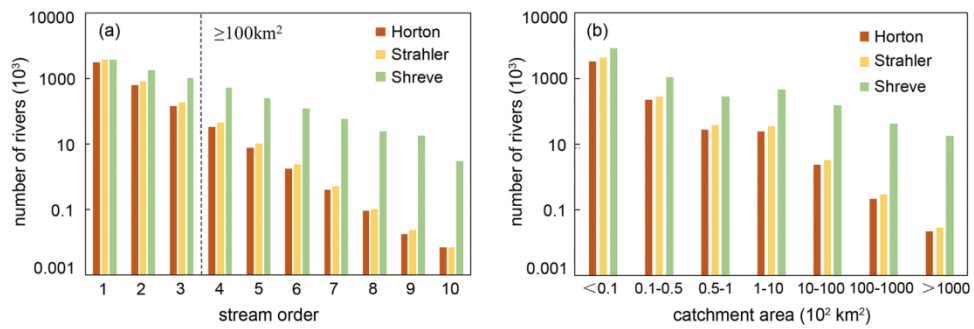 (a)
≥100km²
Horton
Strahler
Shreve
number of rivers (10³)
10000
1000
10
0.1
0.001
1 2 3 4 5 6 7 8 9 10
stream order
(b)
Horton
Strahler
Shreve
number of rivers (10³)
10000
1000
10
0.1
0.001
<0.1 0.1-0.5 0.5-1 1-10 10-100 100-1000 >1000
catchment area (10² km²)